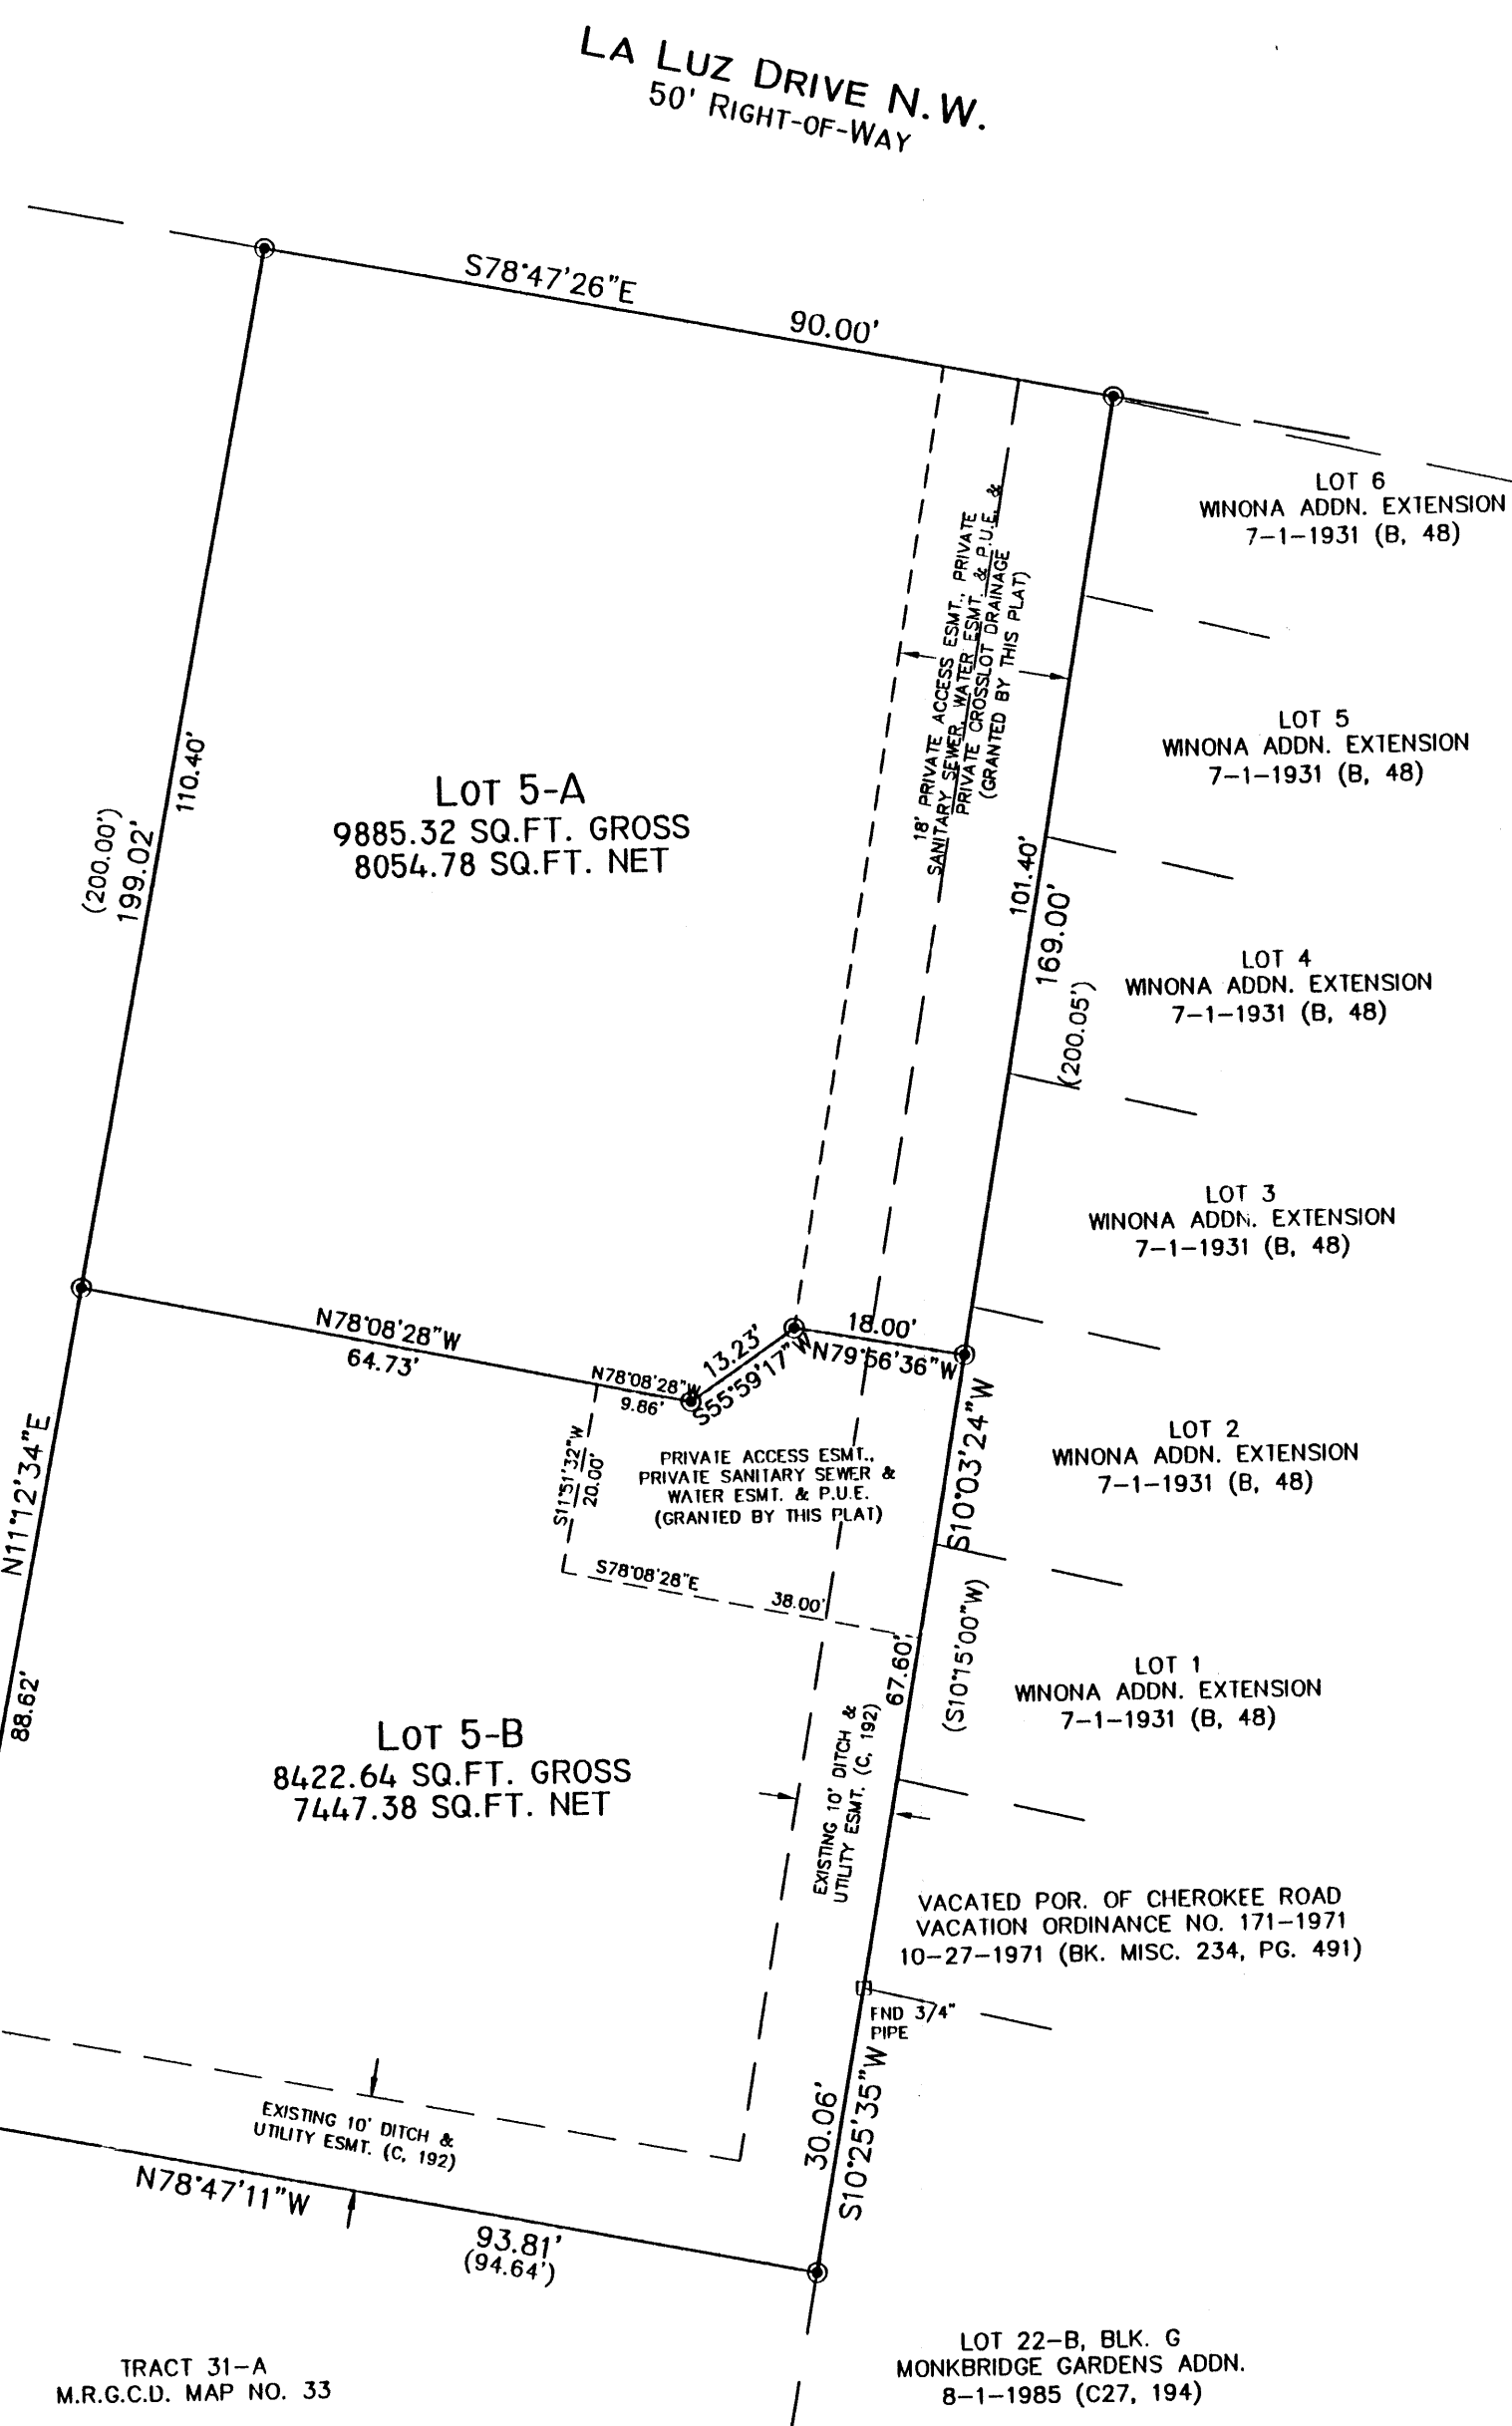 LA LUZ DRIVE N.W.
50' RIGHT-OF-WAY
S78°47'26"E
90.00'
LOT 6
WINONA ADDN. EXTENSION
7-1-1931 (B, 48)
18' PRIVATE ACCESS ESMT., PRIVATE
SANITARY SEWER, WATER ESMT. & P.U.E. &
PRIVATE CROSSLOT DRAINAGE
(GRANTED BY THIS PLAT)
LOT 5
WINONA ADDN. EXTENSION
7-1-1931 (B, 48)
110.40'
(200.00')
199.02'
LOT 5-A
9885.32 SQ.FT. GROSS
8054.78 SQ.FT. NET
101.40'
169.00'
(200.05')
LOT 4
WINONA ADDN. EXTENSION
7-1-1931 (B, 48)
LOT 3
WINONA ADDN. EXTENSION
7-1-1931 (B, 48)
N78°08'28"W
64.73'
N78°08'28"W
9.86'
13.23'
S55°59'17"W
18.00'
N79°56'36"W
S10°03'24"W
N11°12'34"E
S11°51'32"W
20.00'
PRIVATE ACCESS ESMT.,
PRIVATE SANITARY SEWER &
WATER ESMT. & P.U.E.
(GRANTED BY THIS PLAT)
LOT 2
WINONA ADDN. EXTENSION
7-1-1931 (B, 48)
S78°08'28"E
38.00'
(S10°15'00"W)
67.60'
88.62'
LOT 1
WINONA ADDN. EXTENSION
7-1-1931 (B, 48)
LOT 5-B
8422.64 SQ.FT. GROSS
7447.38 SQ.FT. NET
EXISTING 10' DITCH &
UTILITY ESMT. (C, 192)
VACATED POR. OF CHEROKEE ROAD
VACATION ORDINANCE NO. 171-1971
10-27-1971 (BK. MISC. 234, PG. 491)
FND 3/4"
PIPE
30.06'
S10°25'35"W
EXISTING 10' DITCH &
UTILITY ESMT. (C, 192)
N78°47'11"W
93.81'
(94.64')
TRACT 31-A
M.R.G.C.D. MAP NO. 33
LOT 22-B, BLK. G
MONKBRIDGE GARDENS ADDN.
8-1-1985 (C27, 194)